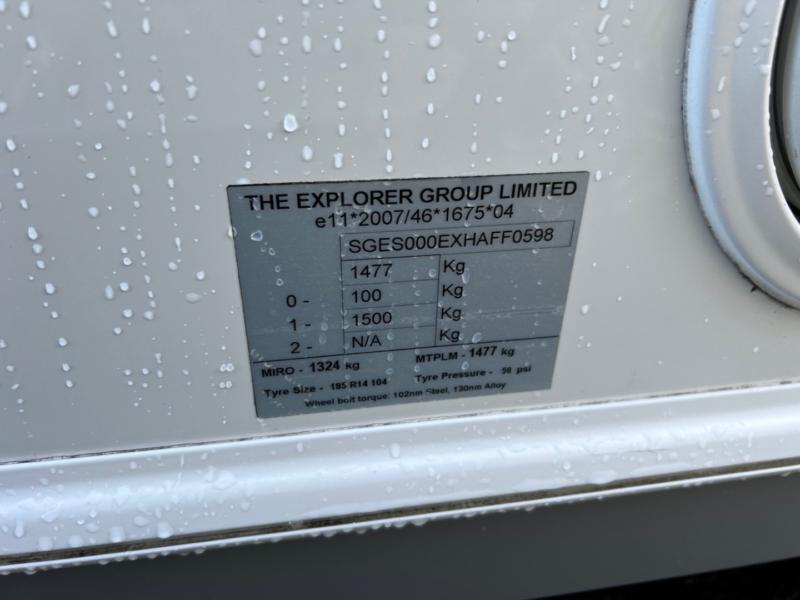 THE EXPLORER GROUP LIMITED
e11*2007/46*1675*04
SGES000EXHAFF0598
1477 Kg
0 - 100 Kg
1 - 1500 Kg
2 - N/A Kg
MIRO - 1324 kg MTPLM - 1477 kg
Tyre Size - 185 R14 104 Tyre Pressure - 56 psi
Wheel bolt torque: 102nm Steel, 130nm Alloy